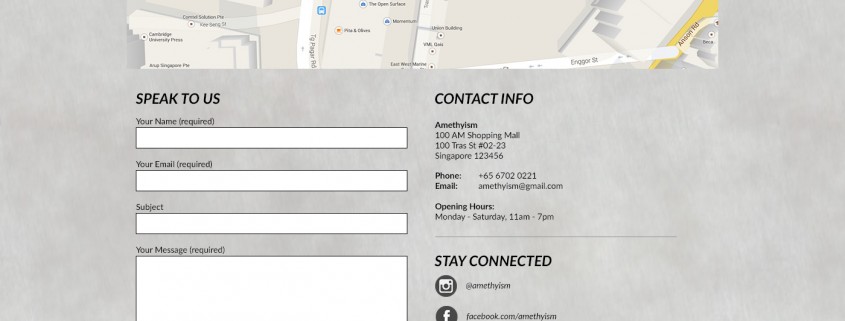 The Open Surface
Cornet Solution Pte
Kee Seng St
Momentum
Cambridge
University Press
Pita & Olives
Union Building
VML Qais
Tg Pagar Rd
Anson Rd
East West Marine
Enggor St
Arup Singapore Pte
SPEAK TO US
Your Name (required)
Your Email (required)
Subject
Your Message (required)
CONTACT INFO
Amethyism
100 AM Shopping Mall
100 Tras St #02-23
Singapore 123456
Phone: +65 6702 0221
Email: amethyism@gmail.com
Opening Hours:
Monday - Saturday, 11am - 7pm
STAY CONNECTED
@amethyism
facebook.com/amethyism